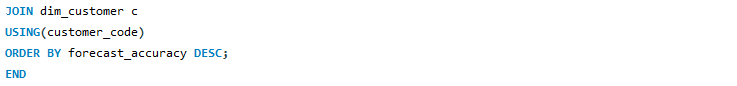 JOIN dim_customer c
USING(customer_code)
ORDER BY forecast_accuracy DESC;
END